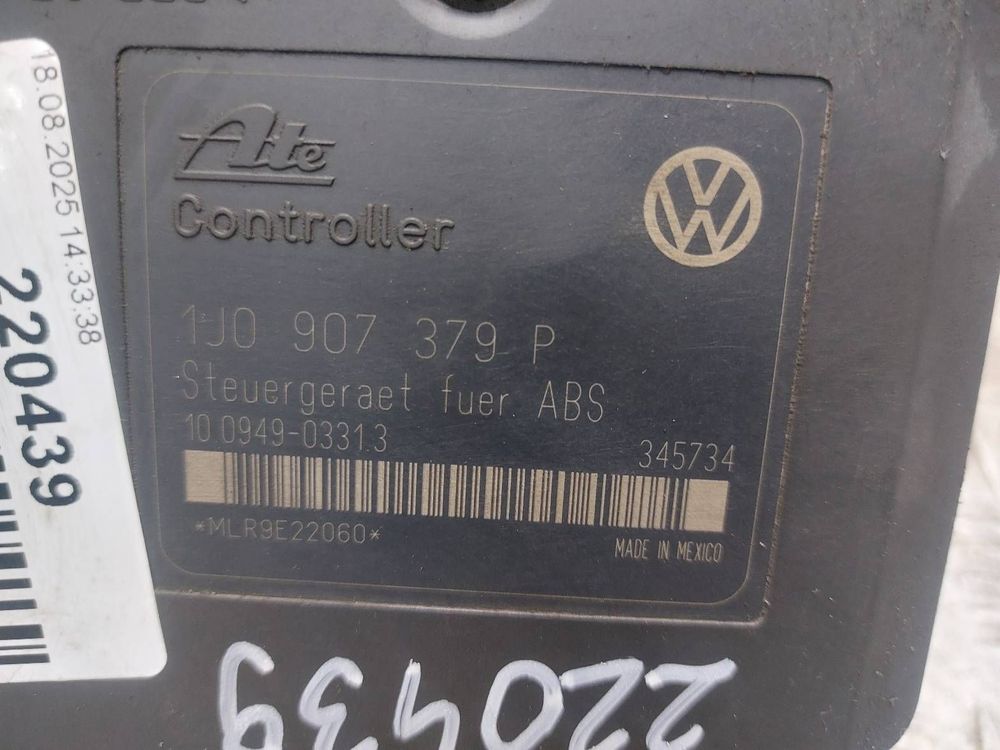 Ate
Controller
1J0 907 379 P
Steuergeraet fuer ABS
10.0949-0331.3
345734
*MLR9E22060*
MADE IN MEXICO
18.08.2025 14:33:38
220439
220439